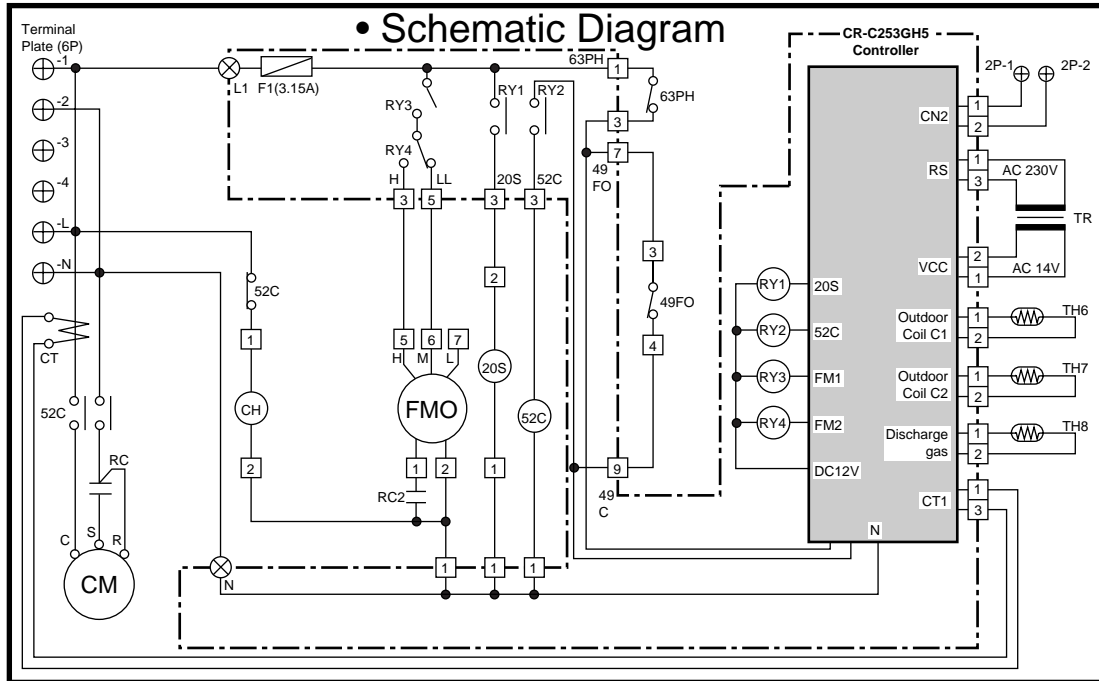 • Schematic Diagram
Terminal
Plate (6P)
-1
-2
-3
-4
-L
-N
L1
F1(3.15A)
63PH
1
63PH
3
7
49
FO
3
49FO
4
9
49
C
RY3
RY4
H
LL
RY1
RY2
20S
52C
3
5
3
3
2
52C
1
CH
2
5
6
7
H
M
L
FMO
1
2
RC2
20S
1
52C
1
1
1
N
CT
52C
RC
C
S
R
CM
CR-C253GH5
Controller
RY1
20S
RY2
52C
RY3
FM1
RY4
FM2
DC12V
N
CN2
1
2
2P-1
2P-2
RS
1
3
AC 230V
TR
VCC
2
1
AC 14V
Outdoor
Coil C1
1
2
TH6
Outdoor
Coil C2
1
2
TH7
Discharge
gas
1
2
TH8
CT1
1
3